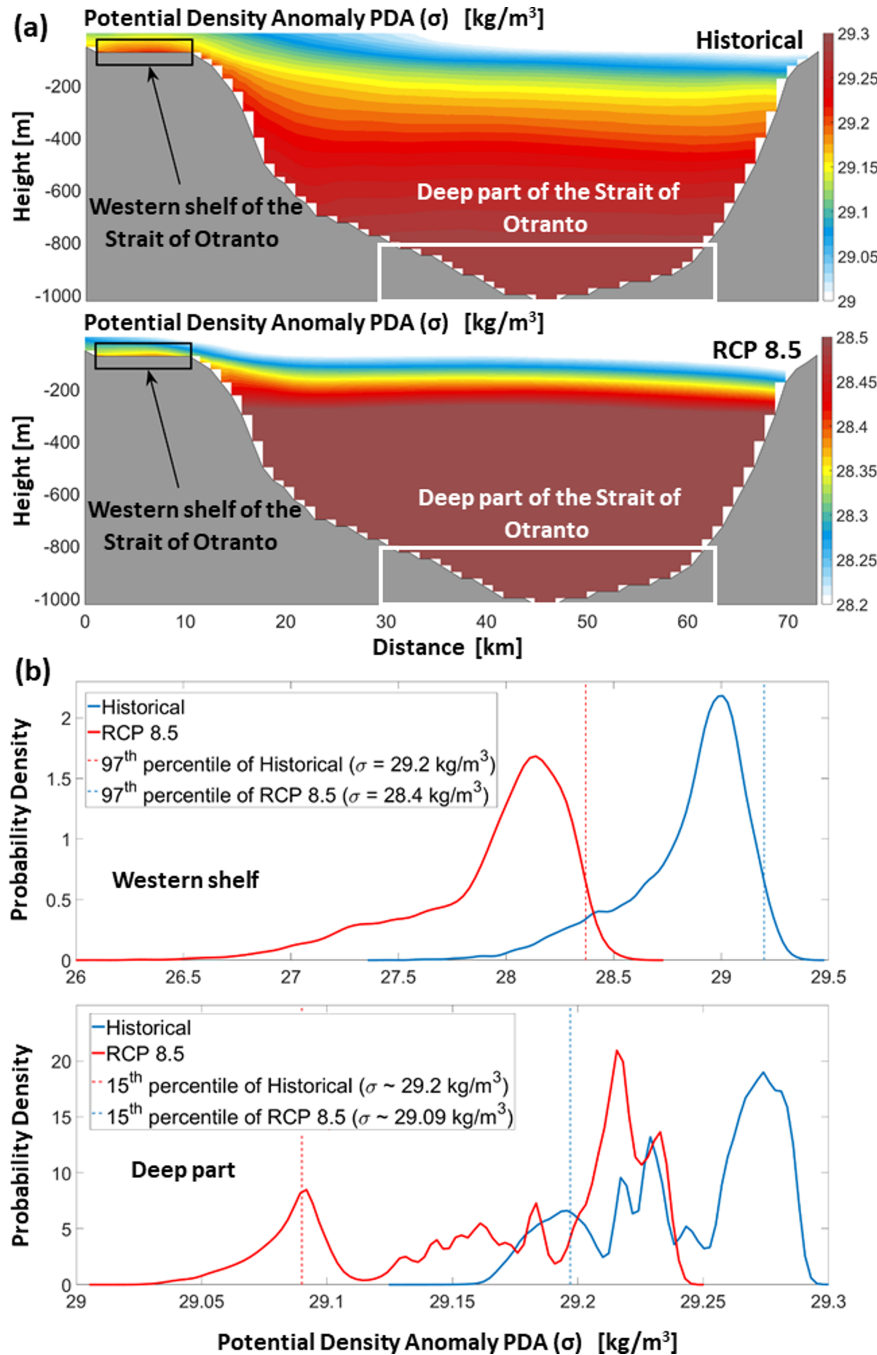 (a)
Potential Density Anomaly PDA (σ) [kg/m³]
Historical
Height [m]
-200
-400
-600
-800
-1000
Western shelf of the
Strait of Otranto
Deep part of the Strait of
Otranto
29.3
29.25
29.2
29.15
29.1
29.05
29
Potential Density Anomaly PDA (σ) [kg/m³]
RCP 8.5
Height [m]
-200
-400
-600
-800
-1000
Western shelf of the
Strait of Otranto
Deep part of the Strait of
Otranto
28.5
28.45
28.4
28.35
28.3
28.25
28.2
0 10 20 30 40 50 60 70
Distance [km]
(b)
Probability Density
2
1.5
1
0.5
0
Historical
RCP 8.5
97th percentile of Historical (σ = 29.2 kg/m³)
97th percentile of RCP 8.5 (σ = 28.4 kg/m³)
Western shelf
26 26.5 27 27.5 28 28.5 29 29.5
Probability Density
20
15
10
5
0
Historical
RCP 8.5
15th percentile of Historical (σ ~ 29.2 kg/m³)
15th percentile of RCP 8.5 (σ ~ 29.09 kg/m³)
Deep part
29 29.05 29.1 29.15 29.2 29.25 29.3
Potential Density Anomaly PDA (σ) [kg/m³]